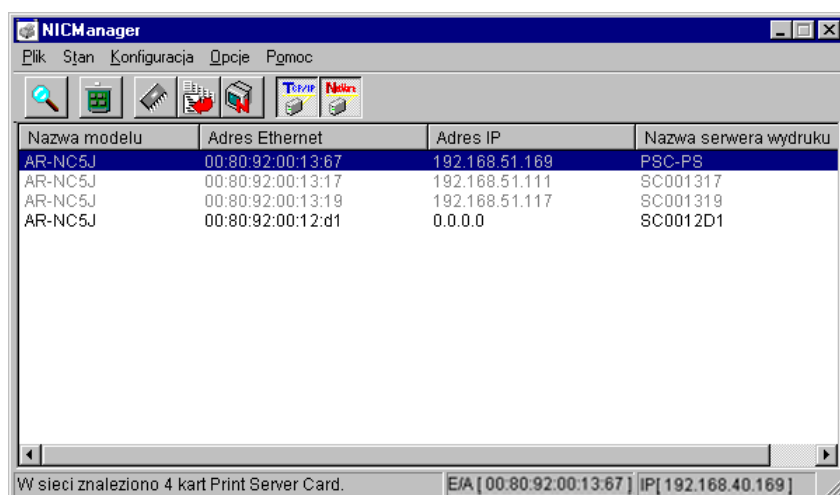 NICManager
Plik Stan Konfiguracja Opcje Pomoc
TCP/IP NetWare
Nazwa modelu Adres Ethernet Adres IP Nazwa serwera wydruku
AR-NC5J 00:80:92:00:13:67 192.168.51.169 PSC-PS
AR-NC5J 00:80:92:00:13:17 192.168.51.111 SC001317
AR-NC5J 00:80:92:00:13:19 192.168.51.117 SC001319
AR-NC5J 00:80:92:00:12:d1 0.0.0.0 SC0012D1
W sieci znaleziono 4 kart Print Server Card. E/A [ 00:80:92:00:13:67 ] IP[ 192.168.40.169 ]